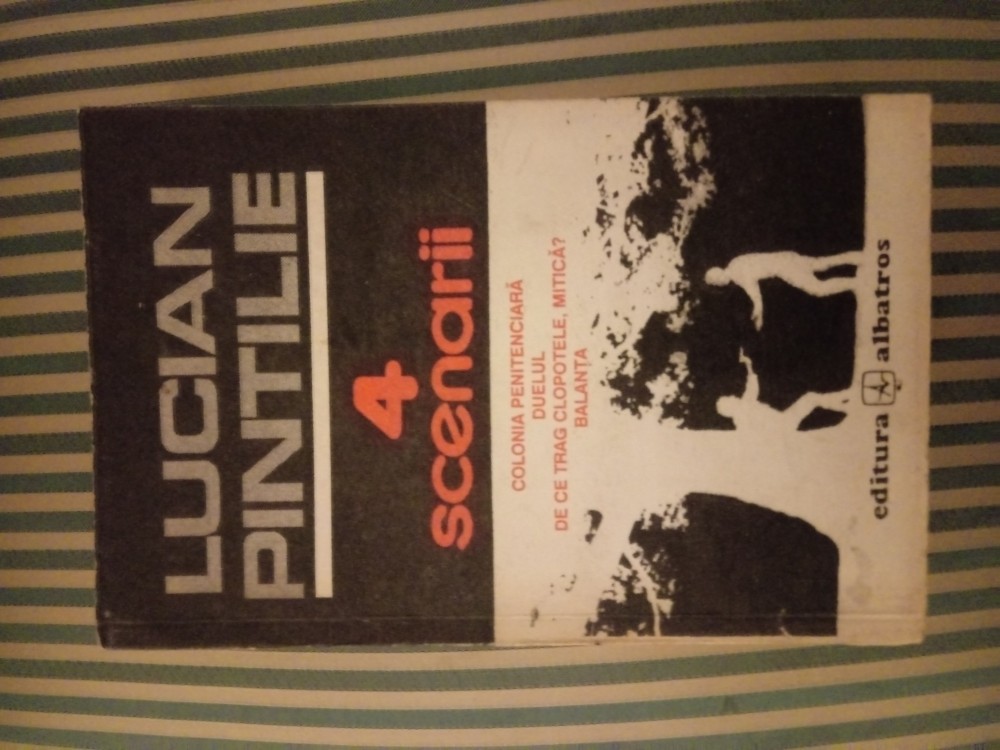 LUCIAN
PINTILIE
4
scenarii
COLONIA PENITENCIARĂ
DUELUL
DE CE TRAG CLOPOTELE, MITICĂ?
BALANȚA
editura albatros